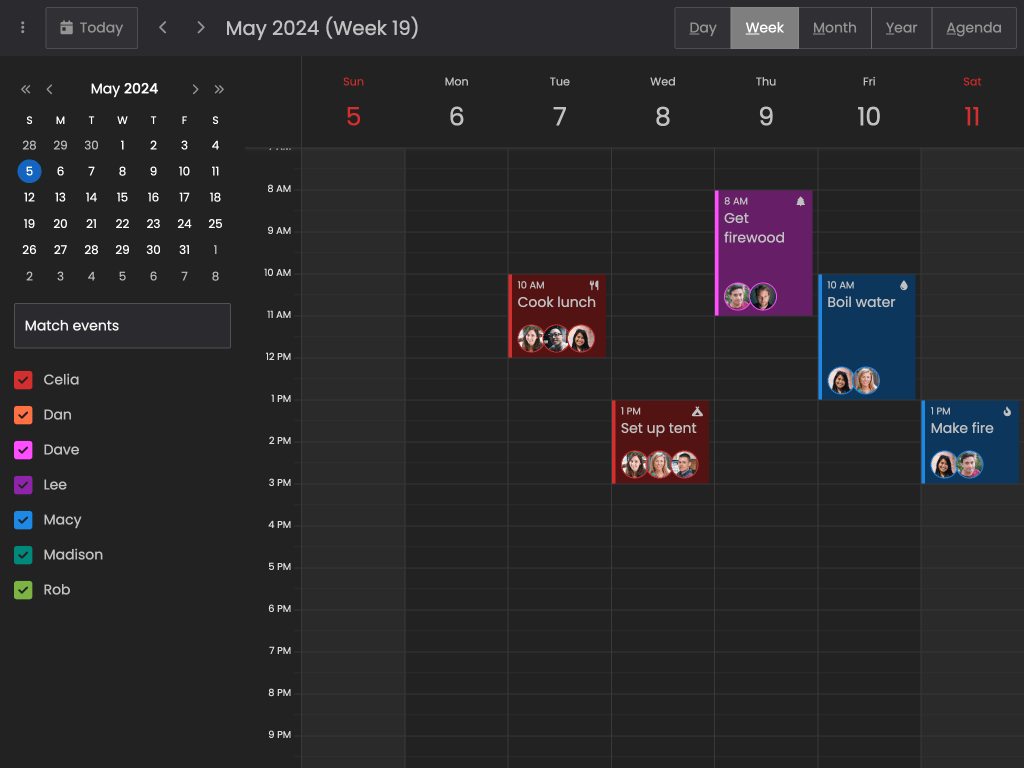 Today
May 2024 (Week 19)
Day Week Month Year Agenda
May 2024
S M T W T F S
28 29 30 1 2 3 4
5 6 7 8 9 10 11
12 13 14 15 16 17 18
19 20 21 22 23 24 25
26 27 28 29 30 31 1
2 3 4 5 6 7 8
Match events
Celia
Dan
Dave
Lee
Macy
Madison
Rob
Sun Mon Tue Wed Thu Fri Sat
5 6 7 8 9 10 11
8 AM
9 AM
10 AM
11 AM
12 PM
1 PM
2 PM
3 PM
4 PM
5 PM
6 PM
7 PM
8 PM
9 PM
10 AM
Cook lunch
1 PM
Set up tent
8 AM
Get
firewood
10 AM
Boil water
1 PM
Make fire